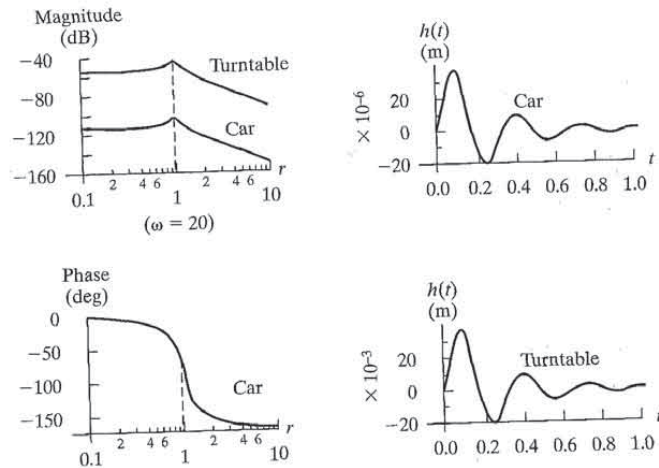 Magnitude
(dB)
−40
−80
−120
−160
Turntable
Car
0.1
2
4 6
1
2
4 6
10
r
(ω = 20)
h(t)
(m)
× 10−6
20
0
−20
Car
0.0 0.2 0.4 0.6 0.8 1.0
t
Phase
(deg)
0
−50
−100
−150
Car
0.1
2
4 6
1
2
4 6
10
r
h(t)
(m)
× 10−3
20
0
−20
Turntable
0.0 0.2 0.4 0.6 0.8 1.0
t